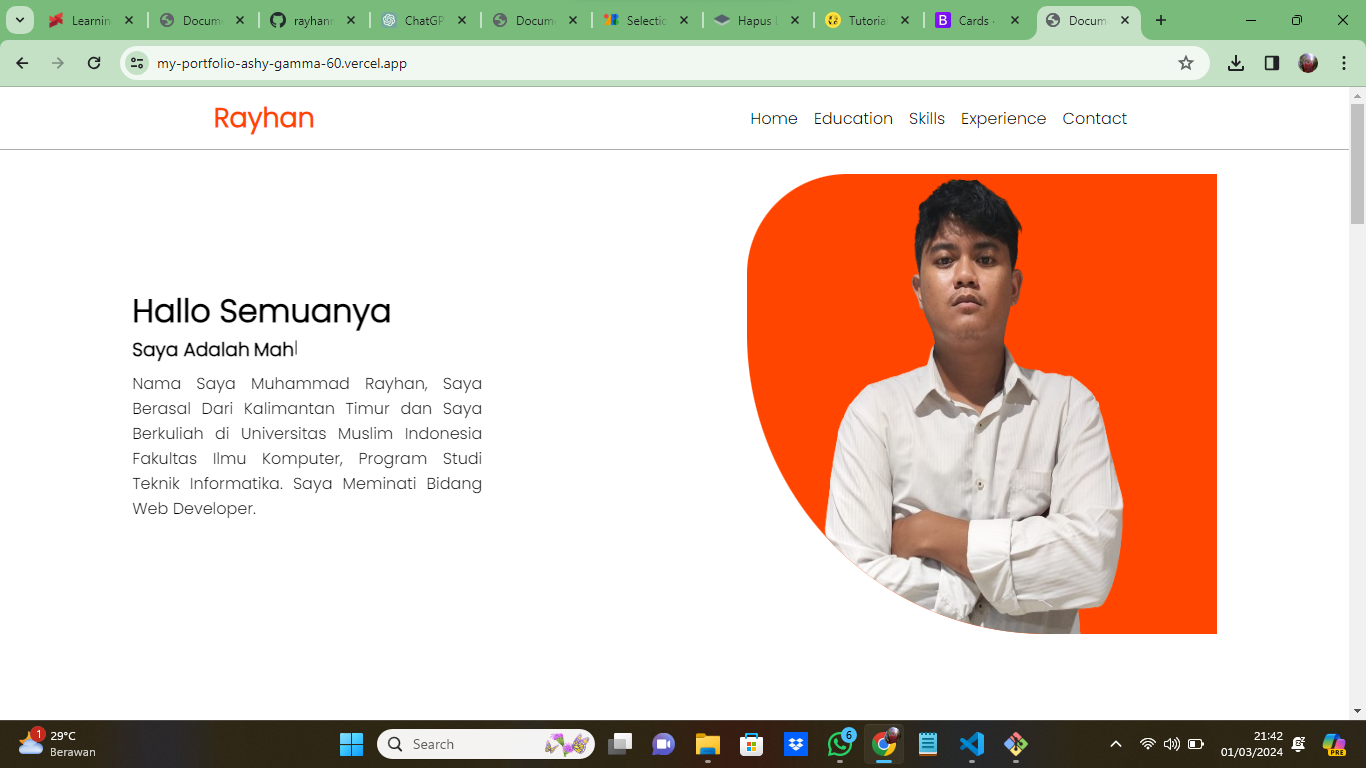 Learnin
Docum
rayhan
ChatGP
Docum
Selectio
Hapus
Tutoria
Cards
Docum
my-portfolio-ashy-gamma-60.vercel.app
Rayhan
Home Education Skills Experience Contact
Hallo Semuanya
Saya Adalah Mah|
Nama Saya Muhammad Rayhan, Saya
Berasal Dari Kalimantan Timur dan Saya
Berkuliah di Universitas Muslim Indonesia
Fakultas Ilmu Komputer, Program Studi
Teknik Informatika. Saya Meminati Bidang
Web Developer.
1
29°C
Berawan
Search
6
PRE
21:42
01/03/2024